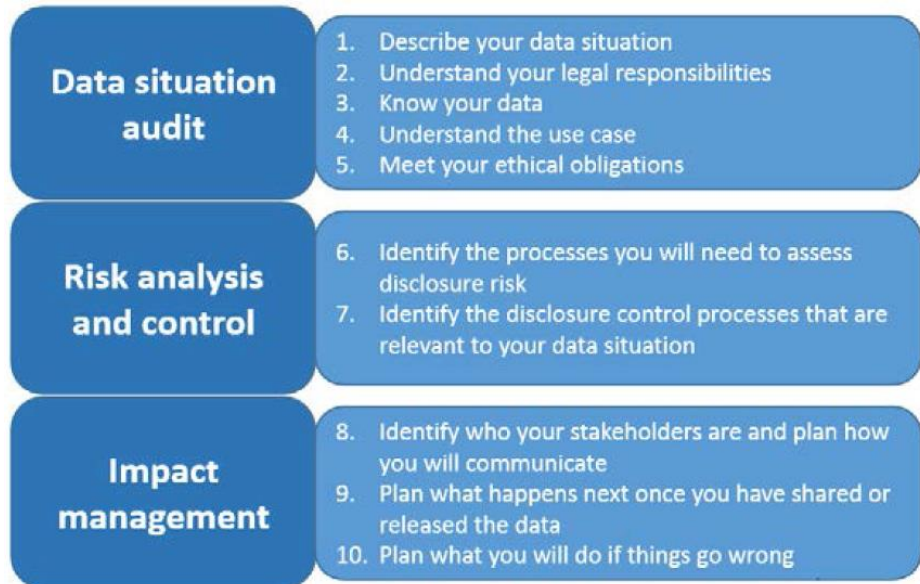 Data situation
audit
1. Describe your data situation
2. Understand your legal responsibilities
3. Know your data
4. Understand the use case
5. Meet your ethical obligations
Risk analysis
and control
6. Identify the processes you will need to assess
disclosure risk
7. Identify the disclosure control processes that are
relevant to your data situation
Impact
management
8. Identify who your stakeholders are and plan how
you will communicate
9. Plan what happens next once you have shared or
released the data
10. Plan what you will do if things go wrong